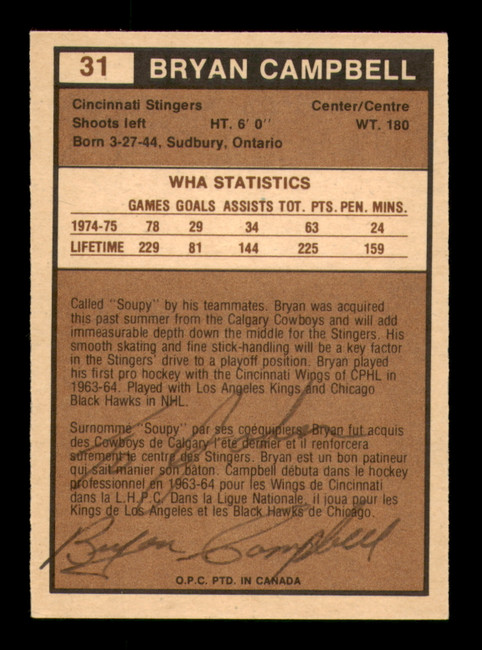 31 BRYAN CAMPBELL
Cincinnati Stingers Center/Centre
Shoots left HT. 6' 0'' WT. 180
Born 3-27-44, Sudbury, Ontario
WHA STATISTICS
GAMES GOALS ASSISTS TOT. PTS. PEN. MINS.
1974-75 78 29 34 63 24
LIFETIME 229 81 144 225 159
Called "Soupy" by his teammates. Bryan was acquired
this past summer from the Calgary Cowboys and will add
immeasurable depth down the middle for the Stingers. His
smooth skating and fine stick-handling will be a key factor
in the Stingers' drive to a playoff position. Bryan played
his first pro hockey with the Cincinnati Wings of CPHL in
1963-64. Played with Los Angeles Kings and Chicago
Black Hawks in NHL.
Surnommé "Soupy" par ses coéquipiers, Bryan fut acquis
des Cowboys de Calgary l'été dernier et il renforcera
sûrement le centre des Stingers. Bryan est un bon patineur
qui sait manier son bâton. Campbell débuta dans le hockey
professionnel en 1963-64 pour les Wings de Cincinnati
dans la L.H.P.C. Dans la Ligue Nationale, il joua pour les
Kings de Los Angeles et les Black Hawks de Chicago.
Bryan Campbell
O.P.C. PTD. IN CANADA